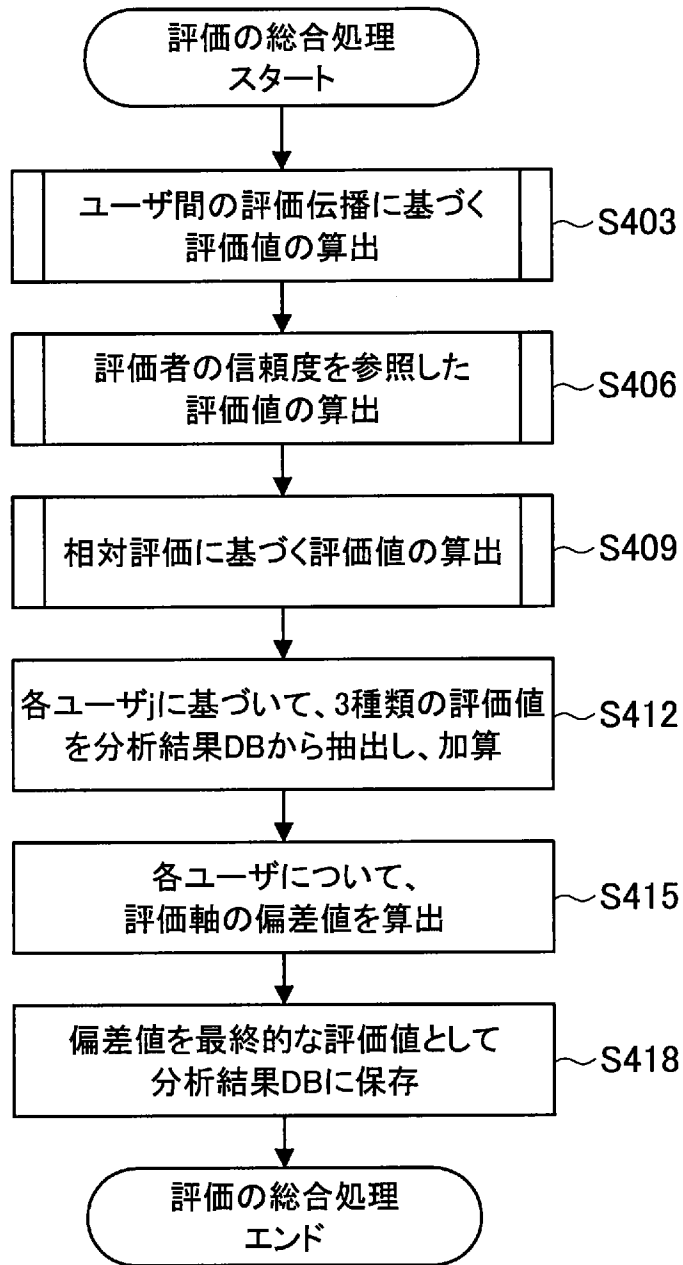 評価の総合処理
スタート
ユーザ間の評価伝播に基づく
評価値の算出
S403
評価者の信頼度を参照した
評価値の算出
S406
相対評価に基づく評価値の算出
S409
各ユーザjに基づいて、3種類の評価値
を分析結果DBから抽出し、加算
S412
各ユーザについて、
評価軸の偏差値を算出
S415
偏差値を最終的な評価値として
分析結果DBに保存
S418
評価の総合処理
エンド